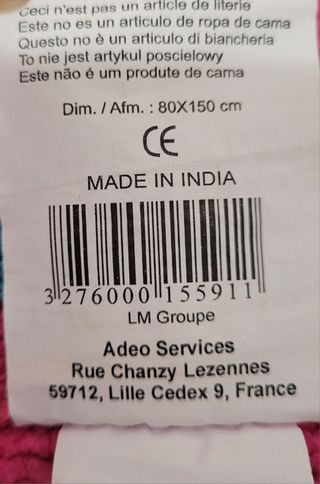 Ceci n'est pas un article de literie
Este no es un articulo de ropa de cama
Questo no è un articulo di biancheria
To nie jest artykul poscielowy
Este não é um produte de cama
Dim. / Afm. : 80X150 cm
CE
MADE IN INDIA
3 276000 155911
LM Groupe
Adeo Services
Rue Chanzy Lezennes
59712, Lille Cedex 9, France